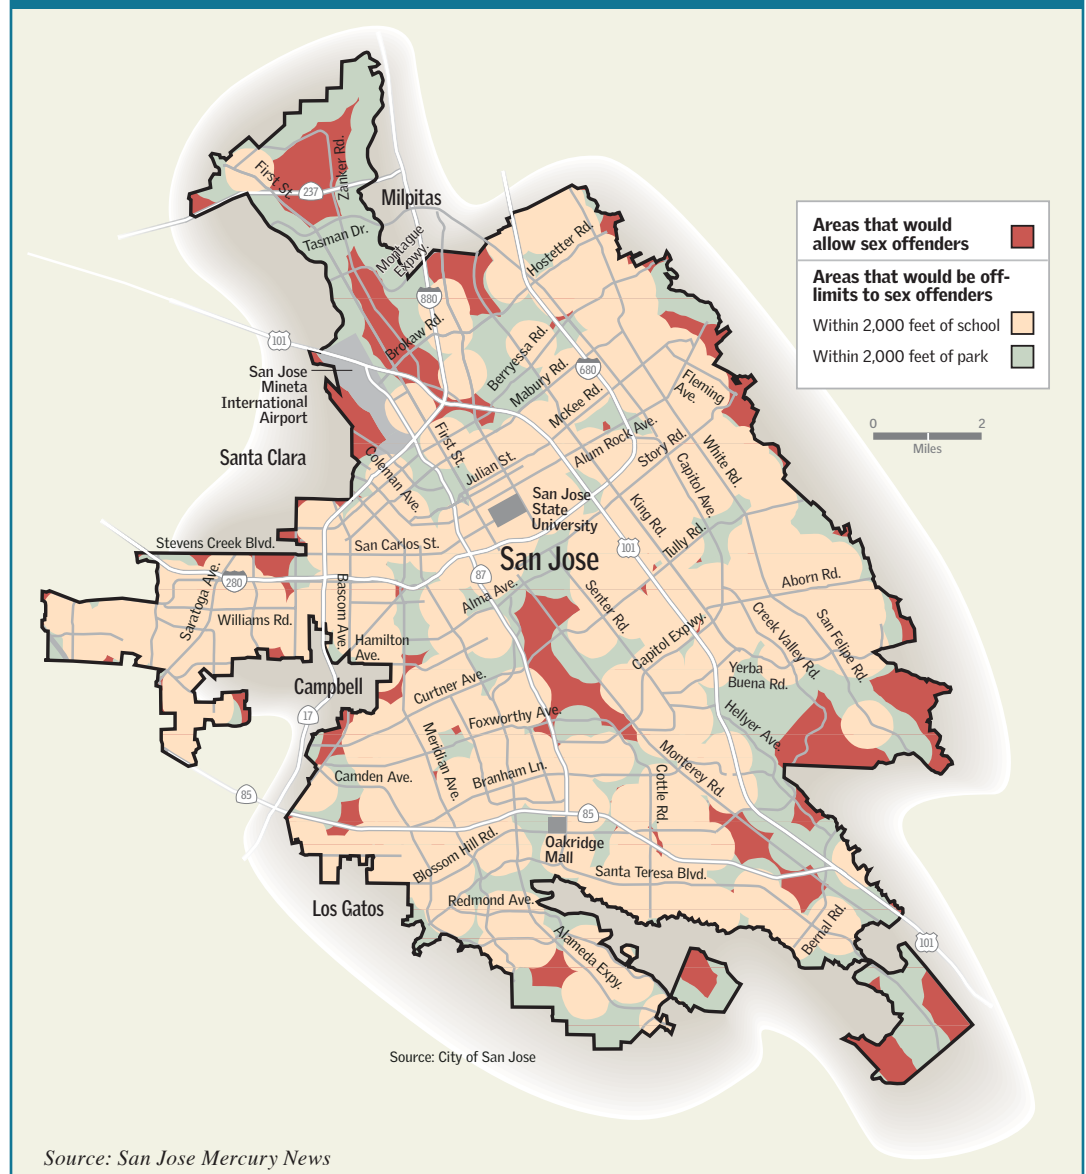 Milpitas
First St.
237
Zanker Rd.
Tasman Dr.
Montague
Expwy.
Hostetter Rd.
Areas that would
allow sex offenders
Areas that would be off-
limits to sex offenders
Within 2,000 feet of school
Within 2,000 feet of park
880
101
Brokaw Rd.
Berryessa Rd.
680
Mabury Rd.
McKee Rd.
Fleming
Ave.
San Jose
Mineta
International
Airport
0
2
Miles
Santa Clara
First St.
Coleman Ave.
Julian St.
Alum Rock Ave.
Story Rd.
White Rd.
Capitol Ave.
San Jose
State
University
King Rd.
Tully Rd.
Stevens Creek Blvd.
San Carlos St.
San Jose
101
280
87
Saratoga Ave.
Williams Rd.
Bascom Ave.
Alma Ave.
Senter Rd.
Aborn Rd.
Hamilton
Ave.
Capitol Expwy.
Creek Valley Rd.
San Felipe Rd.
Campbell
Curtner Ave.
Yerba
Buena Rd.
17
Foxworthy Ave.
Hellyer Ave.
Meridian Ave.
Camden Ave.
Branham Ln.
Monterey Rd.
Cottle Rd.
85
85
Oakridge
Mall
Blossom Hill Rd.
Santa Teresa Blvd.
Los Gatos
Redmond Ave.
Bernal Rd.
Alameda Expy.
101
Source: City of San Jose
Source: San Jose Mercury News